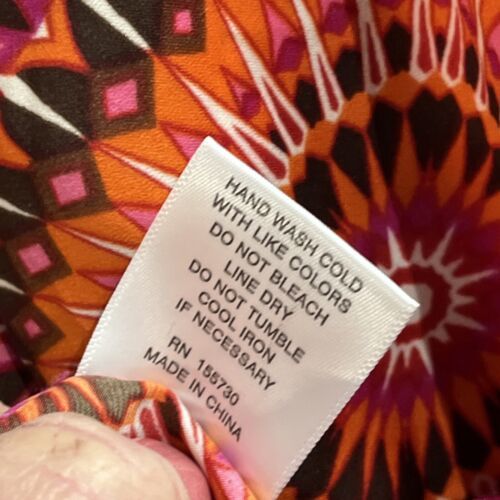 HAND WASH COLD
WITH LIKE COLORS
DO NOT BLEACH
LINE DRY
DO NOT TUMBLE
COOL IRON
IF NECESSARY
RN 156730
MADE IN CHINA